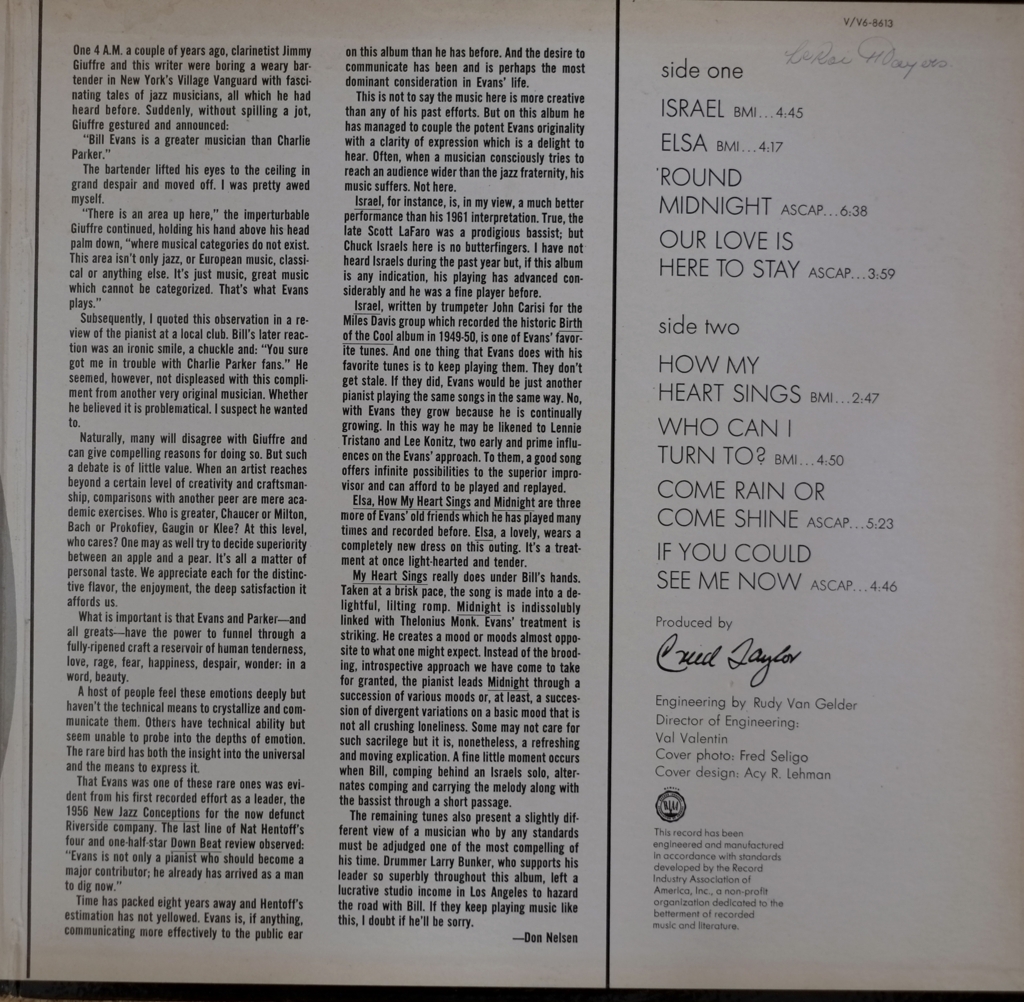 One 4 A.M. a couple of years ago, clarinetist Jimmy
Giuffre and this writer were boring a weary bar-
tender in New York's Village Vanguard with fasci-
nating tales of jazz musicians, all which he had
heard before. Suddenly, without spilling a jot,
Giuffre gestured and announced:
"Bill Evans is a greater musician than Charlie
Parker."
The bartender lifted his eyes to the ceiling in
grand despair and moved off. I was pretty awed
myself.
"There is an area up here," the imperturbable
Giuffre continued, holding his hand above his head
palm down, "where musical categories do not exist.
This area isn't only jazz, or European music, classi-
cal or anything else. It's just music, great music
which cannot be categorized. That's what Evans
plays."
Subsequently, I quoted this observation in a re-
view of the pianist at a local club. Bill's later reac-
tion was an ironic smile, a chuckle and: "You sure
got me in trouble with Charlie Parker fans." He
seemed, however, not displeased with this compli-
ment from another very original musician. Whether
he believed it is problematical. I suspect he wanted
to.
Naturally, many will disagree with Giuffre and
can give compelling reasons for doing so. But such
a debate is of little value. When an artist reaches
beyond a certain level of creativity and craftsman-
ship, comparisons with another peer are mere aca-
demic exercises. Who is greater, Chaucer or Milton,
Bach or Prokofiev, Gaugin or Klee? At this level,
who cares? One may as well try to decide superiority
between an apple and a pear. It's all a matter of
personal taste. We appreciate each for the distinc-
tive flavor, the enjoyment, the deep satisfaction it
affords us.
What is important is that Evans and Parker—and
all greats—have the power to funnel through a
fully-ripened craft a reservoir of human tenderness,
love, rage, fear, happiness, despair, wonder: in a
word, beauty.
A host of people feel these emotions deeply but
haven't the technical means to crystallize and com-
municate them. Others have technical ability but
seem unable to probe into the depths of emotion.
The rare bird has both the insight into the universal
and the means to express it.
That Evans was one of these rare ones was evi-
dent from his first recorded effort as a leader, the
1956 New Jazz Conceptions for the now defunct
Riverside company. The last line of Nat Hentoff's
four and one-half-star Down Beat review observed:
"Evans is not only a pianist who should become a
major contributor; he already has arrived as a man
to dig now."
Time has packed eight years away and Hentoff's
estimation has not yellowed. Evans is, if anything,
communicating more effectively to the public ear
on this album than he has before. And the desire to
communicate has been and is perhaps the most
dominant consideration in Evans' life.
This is not to say the music here is more creative
than any of his past efforts. But on this album he
has managed to couple the potent Evans originality
with a clarity of expression which is a delight to
hear. Often, when a musician consciously tries to
reach an audience wider than the jazz fraternity, his
music suffers. Not here.
Israel, for instance, is, in my view, a much better
performance than his 1961 interpretation. True, the
late Scott LaFaro was a prodigious bassist; but
Chuck Israels here is no butterfingers. I have not
heard Israels during the past year but, if this album
is any indication, his playing has advanced con-
siderably and he was a fine player before.
Israel, written by trumpeter John Carisi for the
Miles Davis group which recorded the historic Birth
of the Cool album in 1949-50, is one of Evans' favor-
ite tunes. And one thing that Evans does with his
favorite tunes is to keep playing them. They don't
get stale. If they did, Evans would be just another
pianist playing the same songs in the same way. No,
with Evans they grow because he is continually
growing. In this way he may be likened to Lennie
Tristano and Lee Konitz, two early and prime influ-
ences on the Evans' approach. To them, a good song
offers infinite possibilities to the superior impro-
visor and can afford to be played and replayed.
Elsa, How My Heart Sings and Midnight are three
more of Evans' old friends which he has played many
times and recorded before. Elsa, a lovely, wears a
completely new dress on this outing. It's a treat-
ment at once light-hearted and tender.
My Heart Sings really does under Bill's hands.
Taken at a brisk pace, the song is made into a de-
lightful, lilting romp. Midnight is indissolubly
linked with Thelonius Monk. Evans' treatment is
striking. He creates a mood or moods almost oppo-
site to what one might expect. Instead of the brood-
ing, introspective approach we have come to take
for granted, the pianist leads Midnight through a
succession of various moods or, at least, a succes-
sion of divergent variations on a basic mood that is
not all crushing loneliness. Some may not care for
such sacrilege but it is, nonetheless, a refreshing
and moving explication. A fine little moment occurs
when Bill, comping behind an Israels solo, alter-
nates comping and carrying the melody along with
the bassist through a short passage.
The remaining tunes also present a slightly dif-
ferent view of a musician who by any standards
must be adjudged one of the most compelling of
his time. Drummer Larry Bunker, who supports his
leader so superbly throughout this album, left a
lucrative studio income in Los Angeles to hazard
the road with Bill. If they keep playing music like
this, I doubt if he'll be sorry.
—Don Nelsen
V/V6-8613
side one
ISRAEL BMI...4:45
ELSA BMI...4:17
'ROUND
MIDNIGHT ASCAP...6:38
OUR LOVE IS
HERE TO STAY ASCAP...3:59
side two
HOW MY
HEART SINGS BMI...2:47
WHO CAN I
TURN TO? BMI...4:50
COME RAIN OR
COME SHINE ASCAP...5:23
IF YOU COULD
SEE ME NOW ASCAP...4:46
Produced by
Creed Taylor
Engineering by Rudy Van Gelder
Director of Engineering:
Val Valentin
Cover photo: Fred Seligo
Cover design: Acy R. Lehman
This record has been
engineered and manufactured
in accordance with standards
developed by the Record
Industry Association of
America, Inc., a non-profit
organization dedicated to the
betterment of recorded
music and literature.